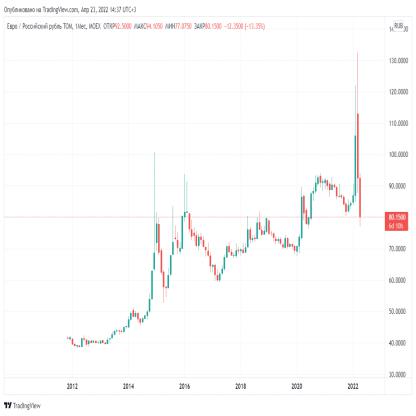 Опубликовано на TradingView.com, Апр 23, 2022 14:37 UTC+3
Евро / Российский рубль TOM, 1Мес, MOEX ОТКР92.5000 МАКС94.1050 МИН77.0750 ЗАКР80.1500 −12.3500 (−13.35%)
RUB
130.0000
120.0000
110.0000
100.0000
90.0000
80.1500
6d 10h
70.0000
60.0000
50.0000
40.0000
30.0000
2012 2014 2016 2018 2020 2022
TradingView